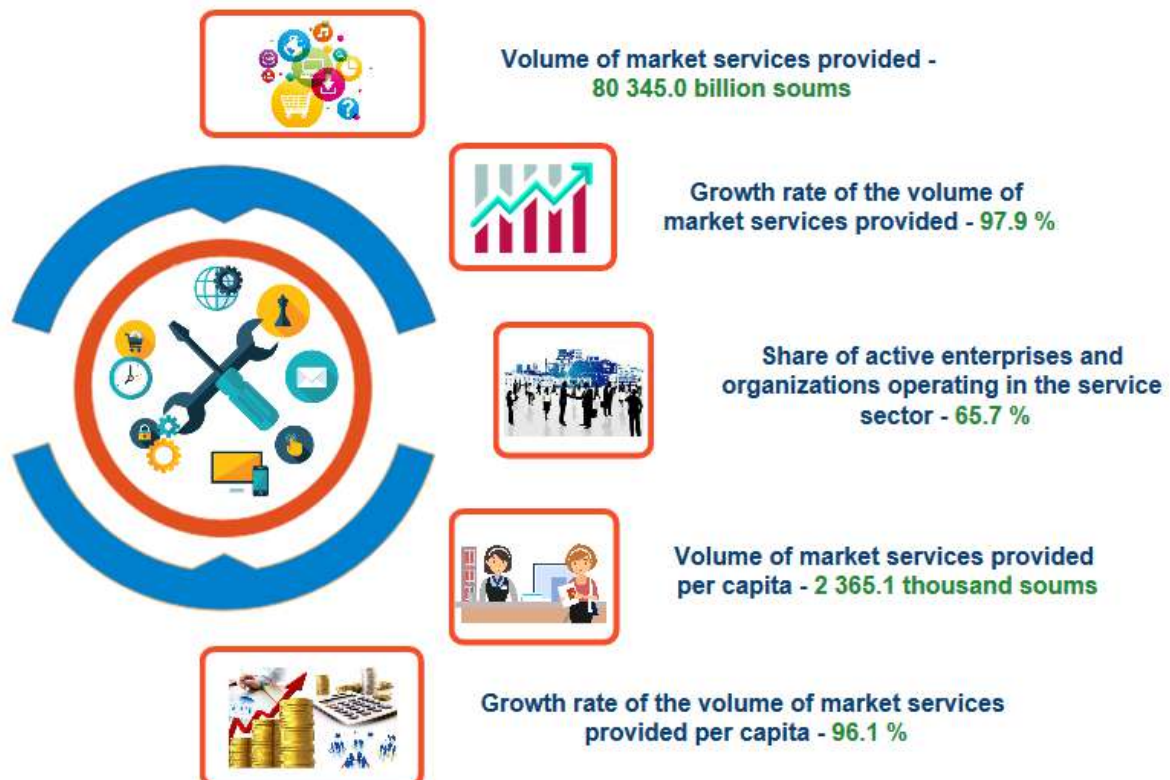 Volume of market services provided -
80 345.0 billion soums
Growth rate of the volume of
market services provided - 97.9 %
Share of active enterprises and
organizations operating in the service
sector - 65.7 %
Volume of market services provided
per capita - 2 365.1 thousand soums
Growth rate of the volume of market services
provided per capita - 96.1 %